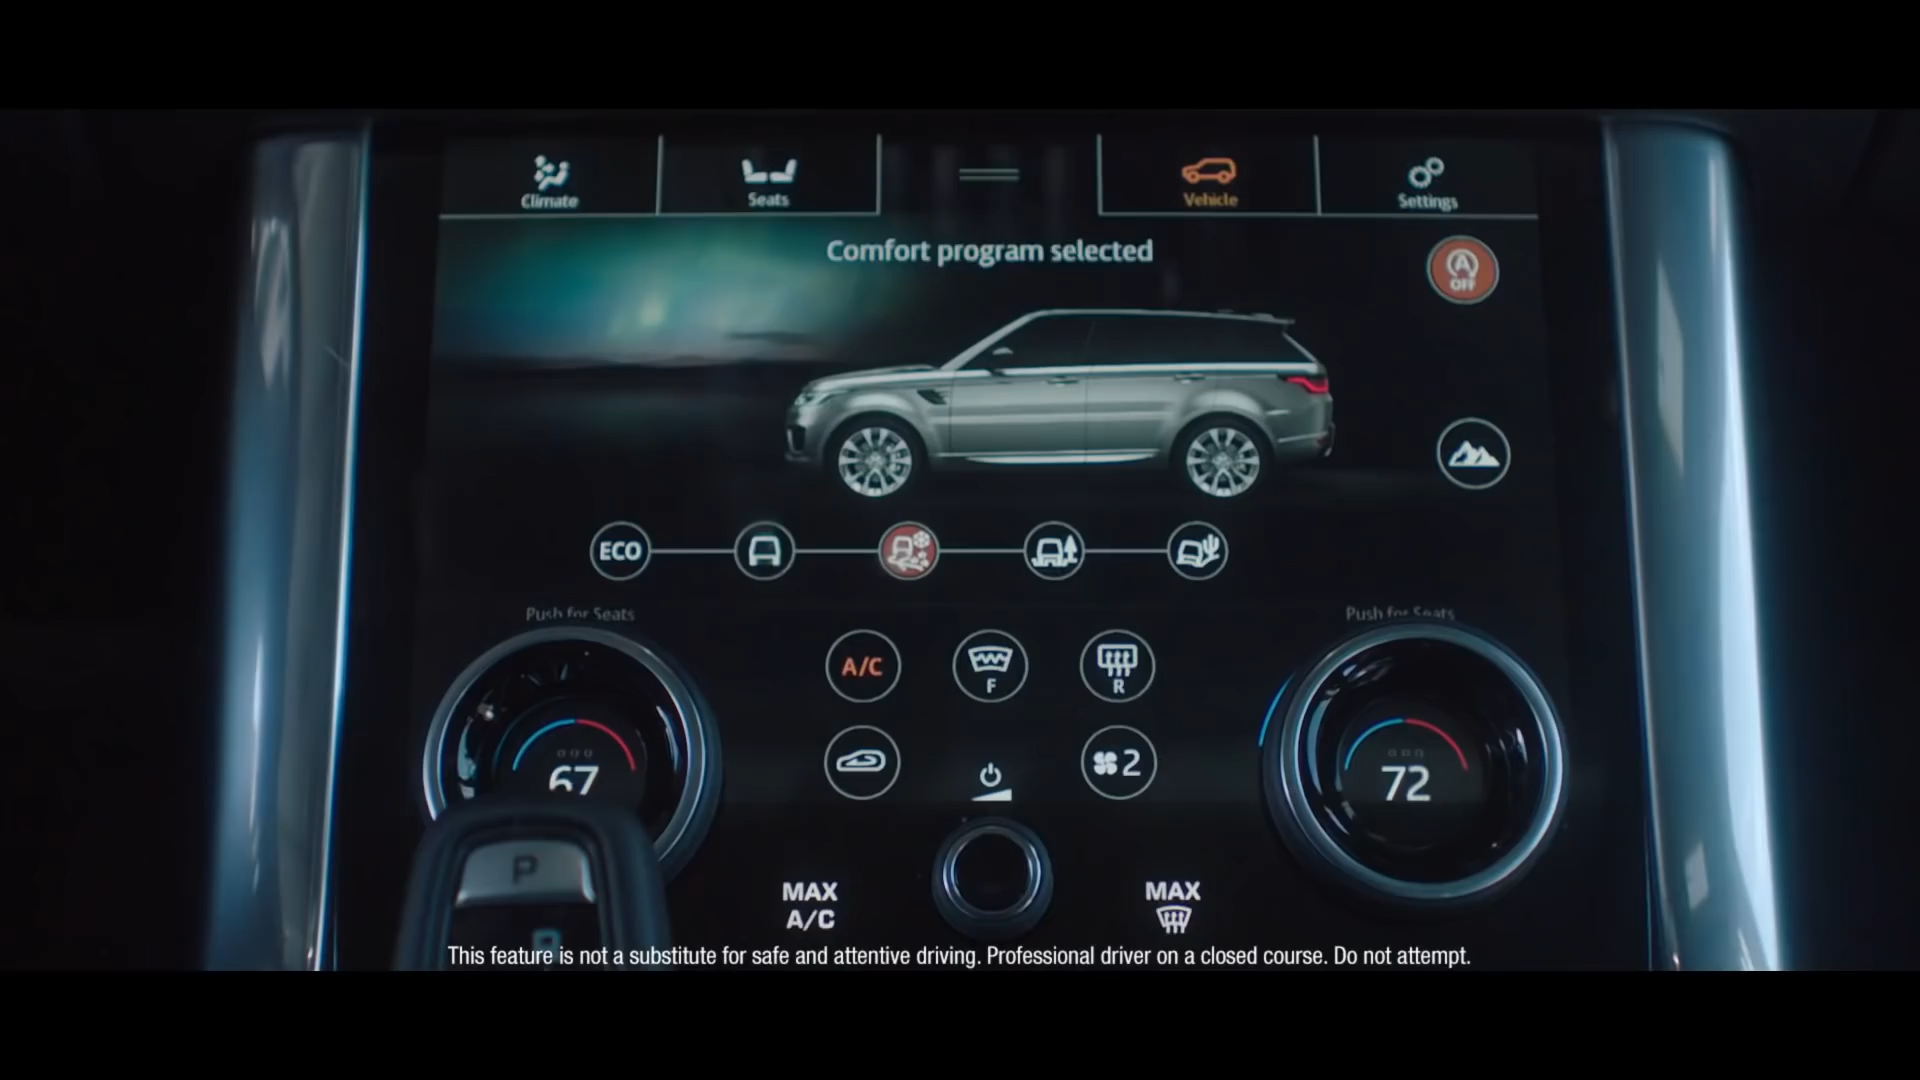 Climate
Seats
Vehicle
Settings
Comfort program selected
A
OFF
ECO
Push for Seats
Push for Seats
A/C
F
R
67
2
72
P
R
MAX
A/C
MAX
This feature is not a substitute for safe and attentive driving. Professional driver on a closed course. Do not attempt.